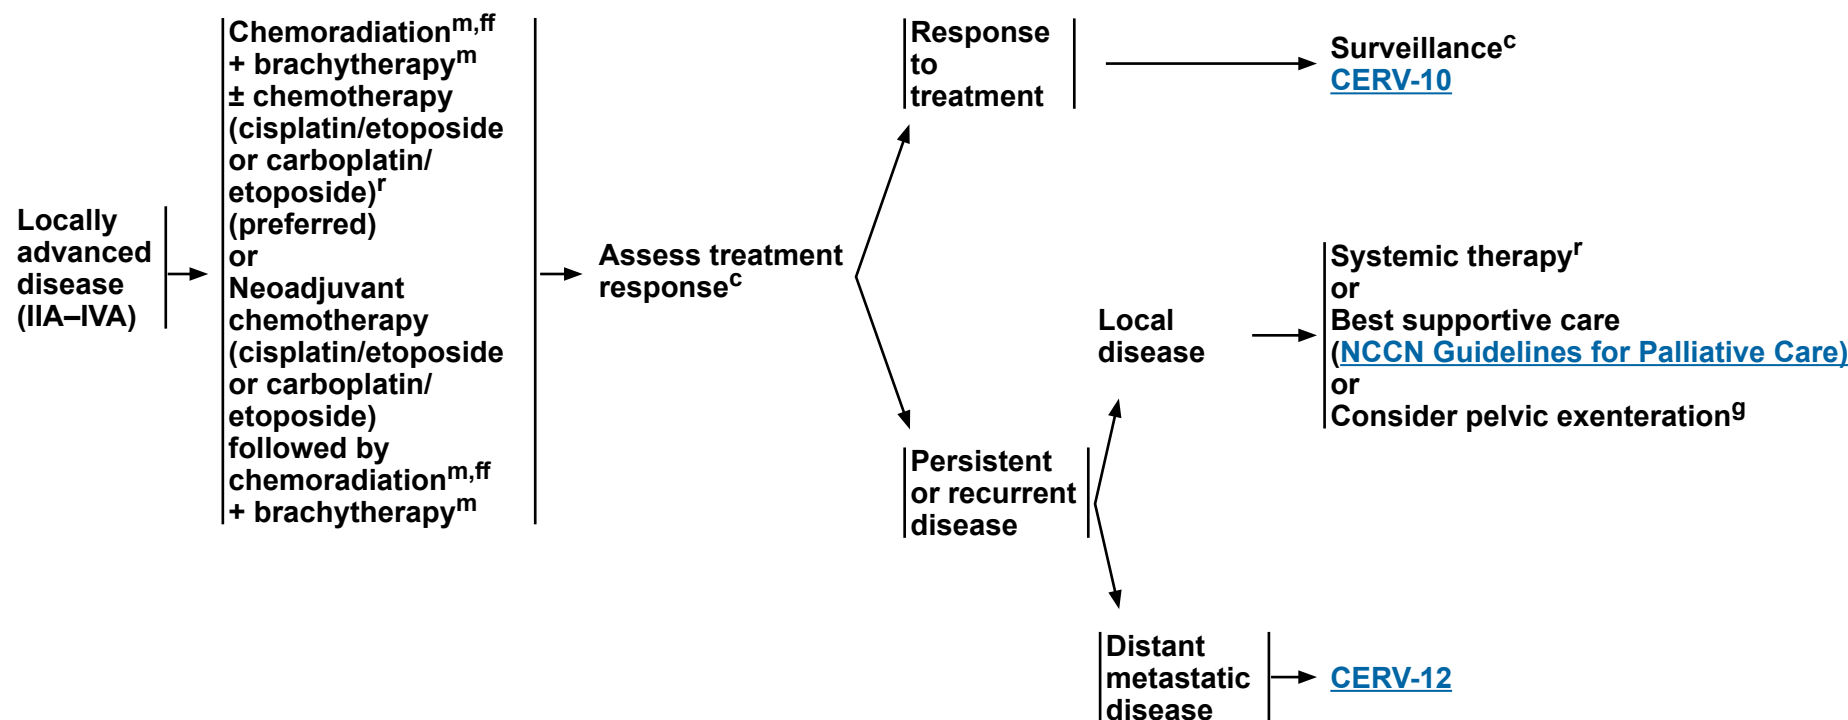 Locally
advanced
disease
(IIA–IVA)
Chemoradiationm,ff
+ brachytherapym
± chemotherapy
(cisplatin/etoposide
or carboplatin/
etoposide)r
(preferred)
or
Neoadjuvant
chemotherapy
(cisplatin/etoposide
or carboplatin/
etoposide)
followed by
chemoradiationm,ff
+ brachytherapym
Assess treatment
responsec
Response
to
treatment
Surveillancec
CERV-10
Persistent
or recurrent
disease
Local
disease
Systemic therapyr
or
Best supportive care
(NCCN Guidelines for Palliative Care)
or
Consider pelvic exenterationg
Distant
metastatic
disease
CERV-12